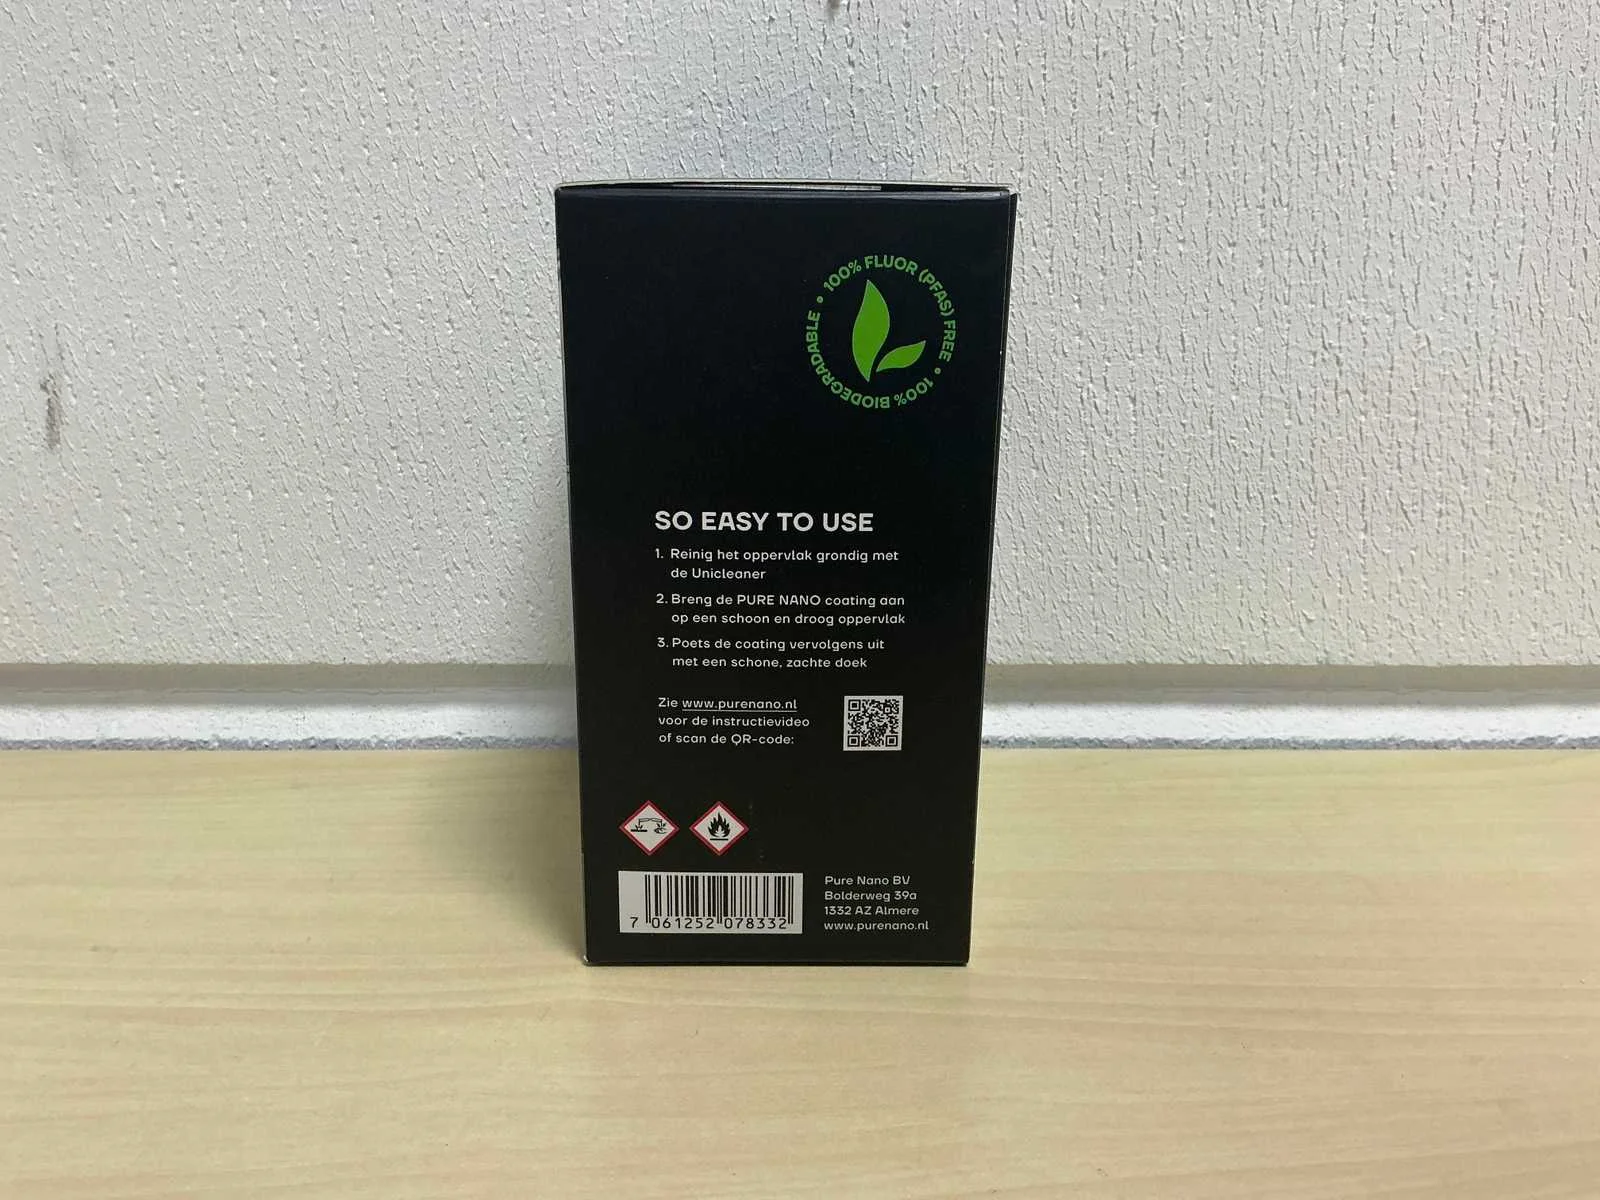 100% FLUOR (PFAS) FREE • 100% BIODEGRADABLE •
SO EASY TO USE
1. Reinig het oppervlak grondig met
de Unicleaner
2. Breng de PURE NANO coating aan
op een schoon en droog oppervlak
3. Poets de coating vervolgens uit
met een schone, zachte doek
Zie www.purenano.nl
voor de instructievideo
of scan de QR-code:
7 061252 078332
Pure Nano BV
Bolderweg 39a
1332 AZ Almere
www.purenano.nl